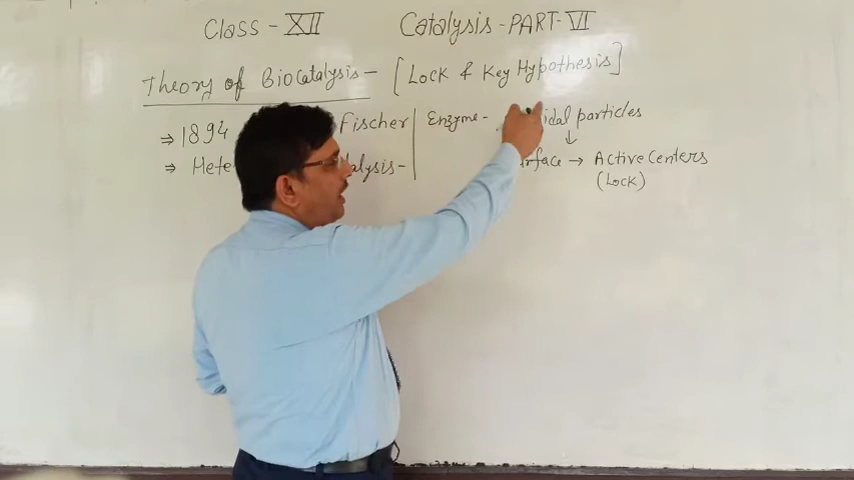 Class - XII Catalysis - PART - VI
Theory of Biocatalysis - [Lock & Key Hypothesis]
⇒ 1894 Fischer
⇒ Hete alysis -
Enzyme - idal particles
↓
rface → Active Centers
(Lock)